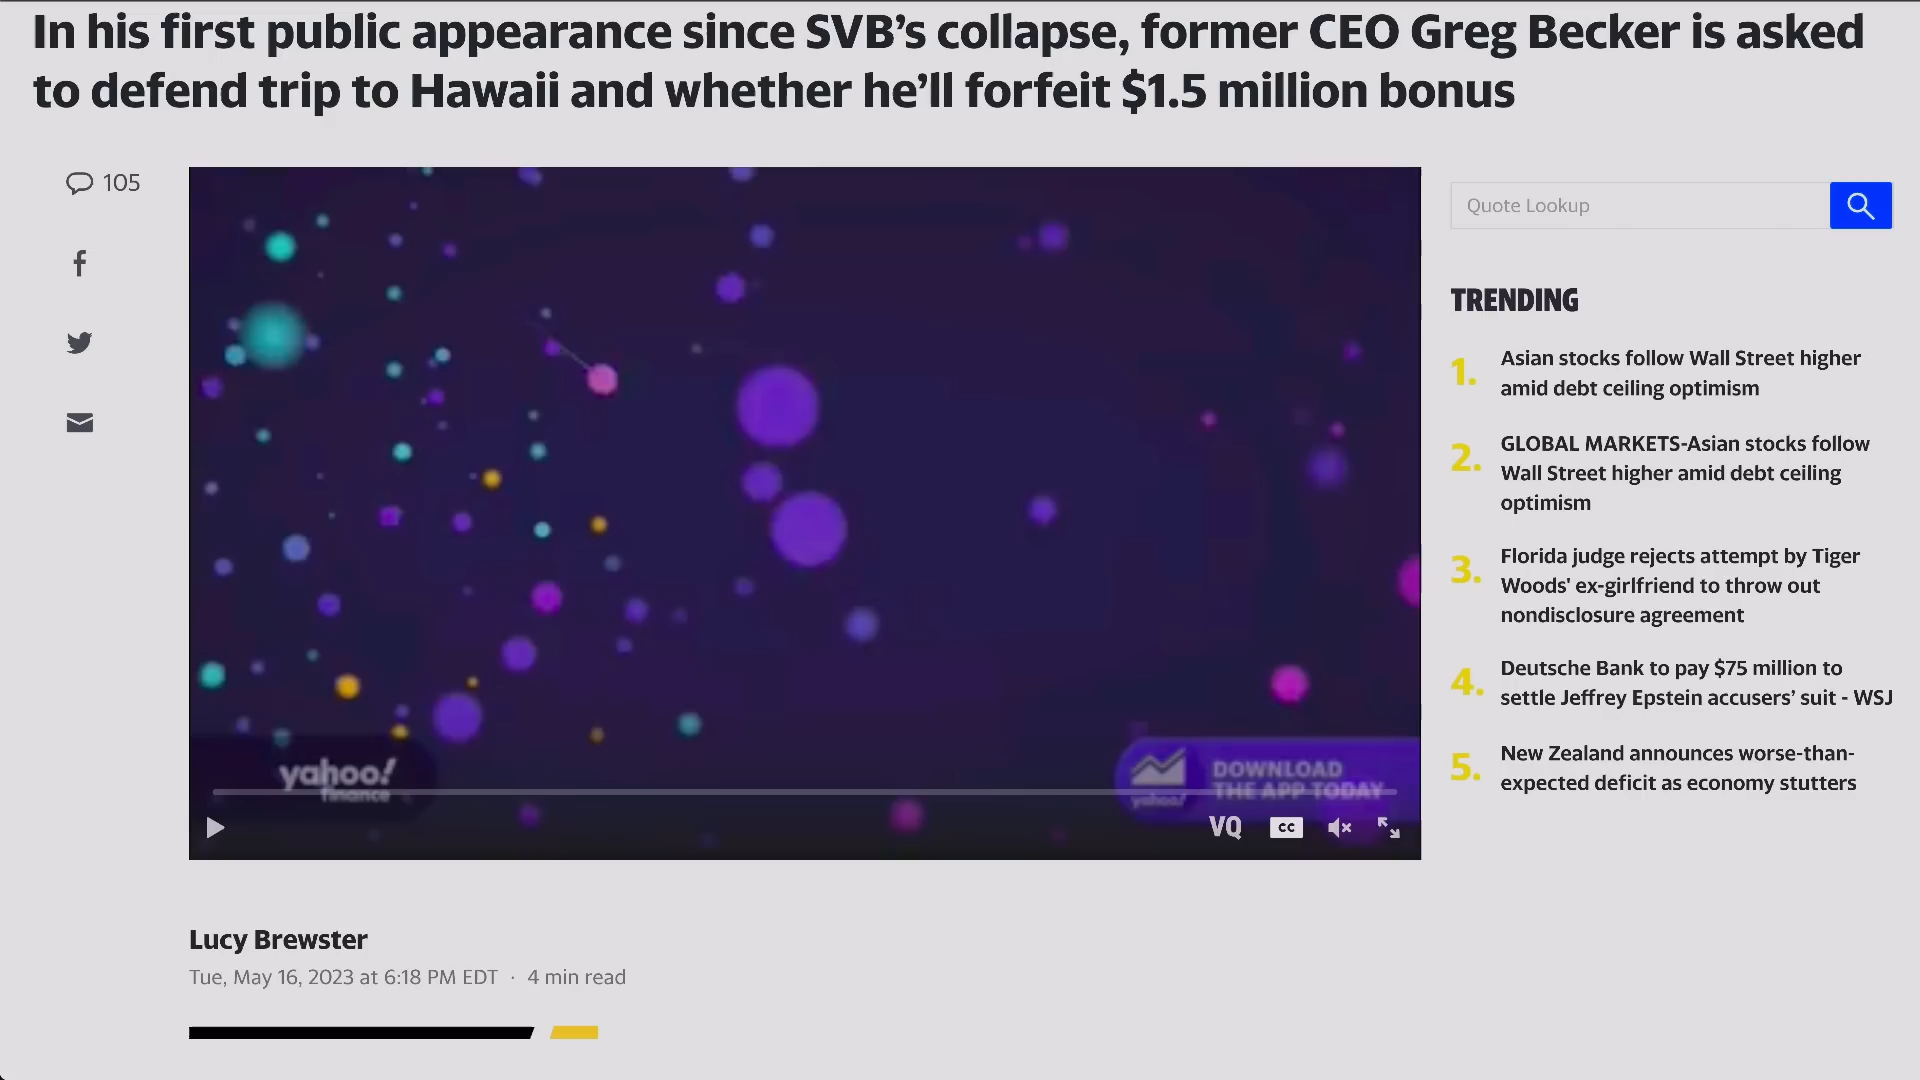 In his first public appearance since SVB’s collapse, former CEO Greg Becker is asked
to defend trip to Hawaii and whether he’ll forfeit $1.5 million bonus
105
Quote Lookup
TRENDING
1.
Asian stocks follow Wall Street higher
amid debt ceiling optimism
2.
GLOBAL MARKETS-Asian stocks follow
Wall Street higher amid debt ceiling
optimism
3.
Florida judge rejects attempt by Tiger
Woods' ex-girlfriend to throw out
nondisclosure agreement
4.
Deutsche Bank to pay $75 million to
settle Jeffrey Epstein accusers’ suit - WSJ
5.
New Zealand announces worse-than-
expected deficit as economy stutters
yahoo!
finance
yahoo!
DOWNLOAD
THE APP TODAY
VQ
CC
Lucy Brewster
Tue, May 16, 2023 at 6:18 PM EDT · 4 min read